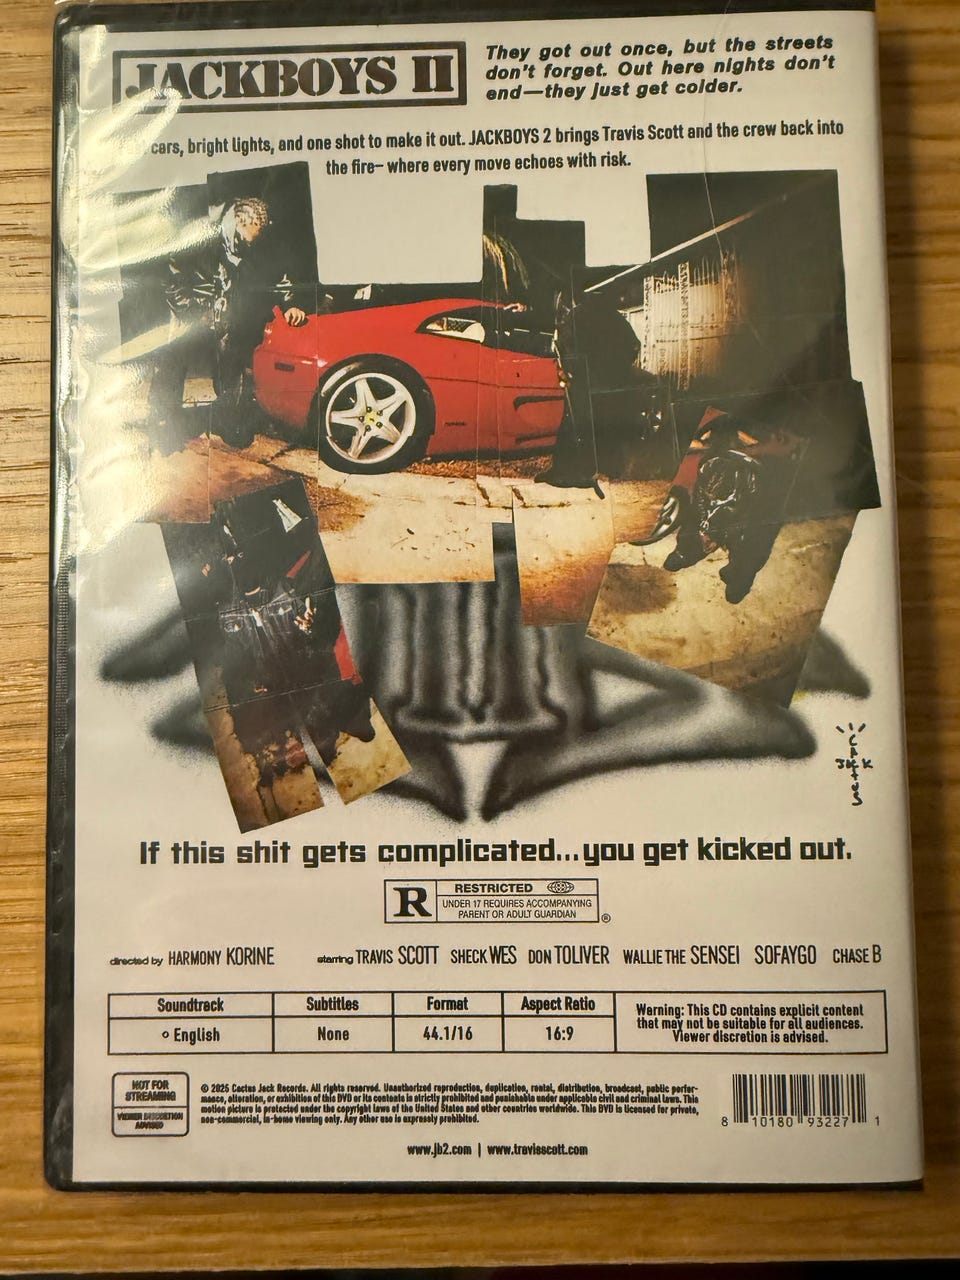 JACKBOYS II
They got out once, but the streets
don't forget. Out here nights don't
end—they just get colder.
cars, bright lights, and one shot to make it out. JACKBOYS 2 brings Travis Scott and the crew back into
the fire– where every move echoes with risk.
CACTUS
JACK
If this shit gets complicated...you get kicked out.
R
RESTRICTED
UNDER 17 REQUIRES ACCOMPANYING
PARENT OR ADULT GUARDIAN
®
directed by HARMONY KORINE starring TRAVIS SCOTT SHECK WES DON TOLIVER WALLIE THE SENSEI SOFAYGO CHASE B
Soundtrack Subtitles Format Aspect Ratio
English None 44.1/16 16:9
Warning: This CD contains explicit content
that may not be suitable for all audiences.
Viewer discretion is advised.
NOT FOR
STREAMING
VIEWER DISCRETION
ADVISED
© 2025 Cactus Jack Records. All rights reserved. Unauthorized reproduction, duplication, rental, distribution, broadcast, public perfor-
mance, alteration, or exhibition of this DVD or its contents is strictly prohibited and punishable under applicable civil and criminal laws. This
motion picture is protected under the copyright laws of the United States and other countries worldwide. This DVD is licensed for private,
non-commercial, in-home viewing only. Any other use is expressly prohibited.
www.jb2.com | www.travisscott.com
8 10180 93227 1